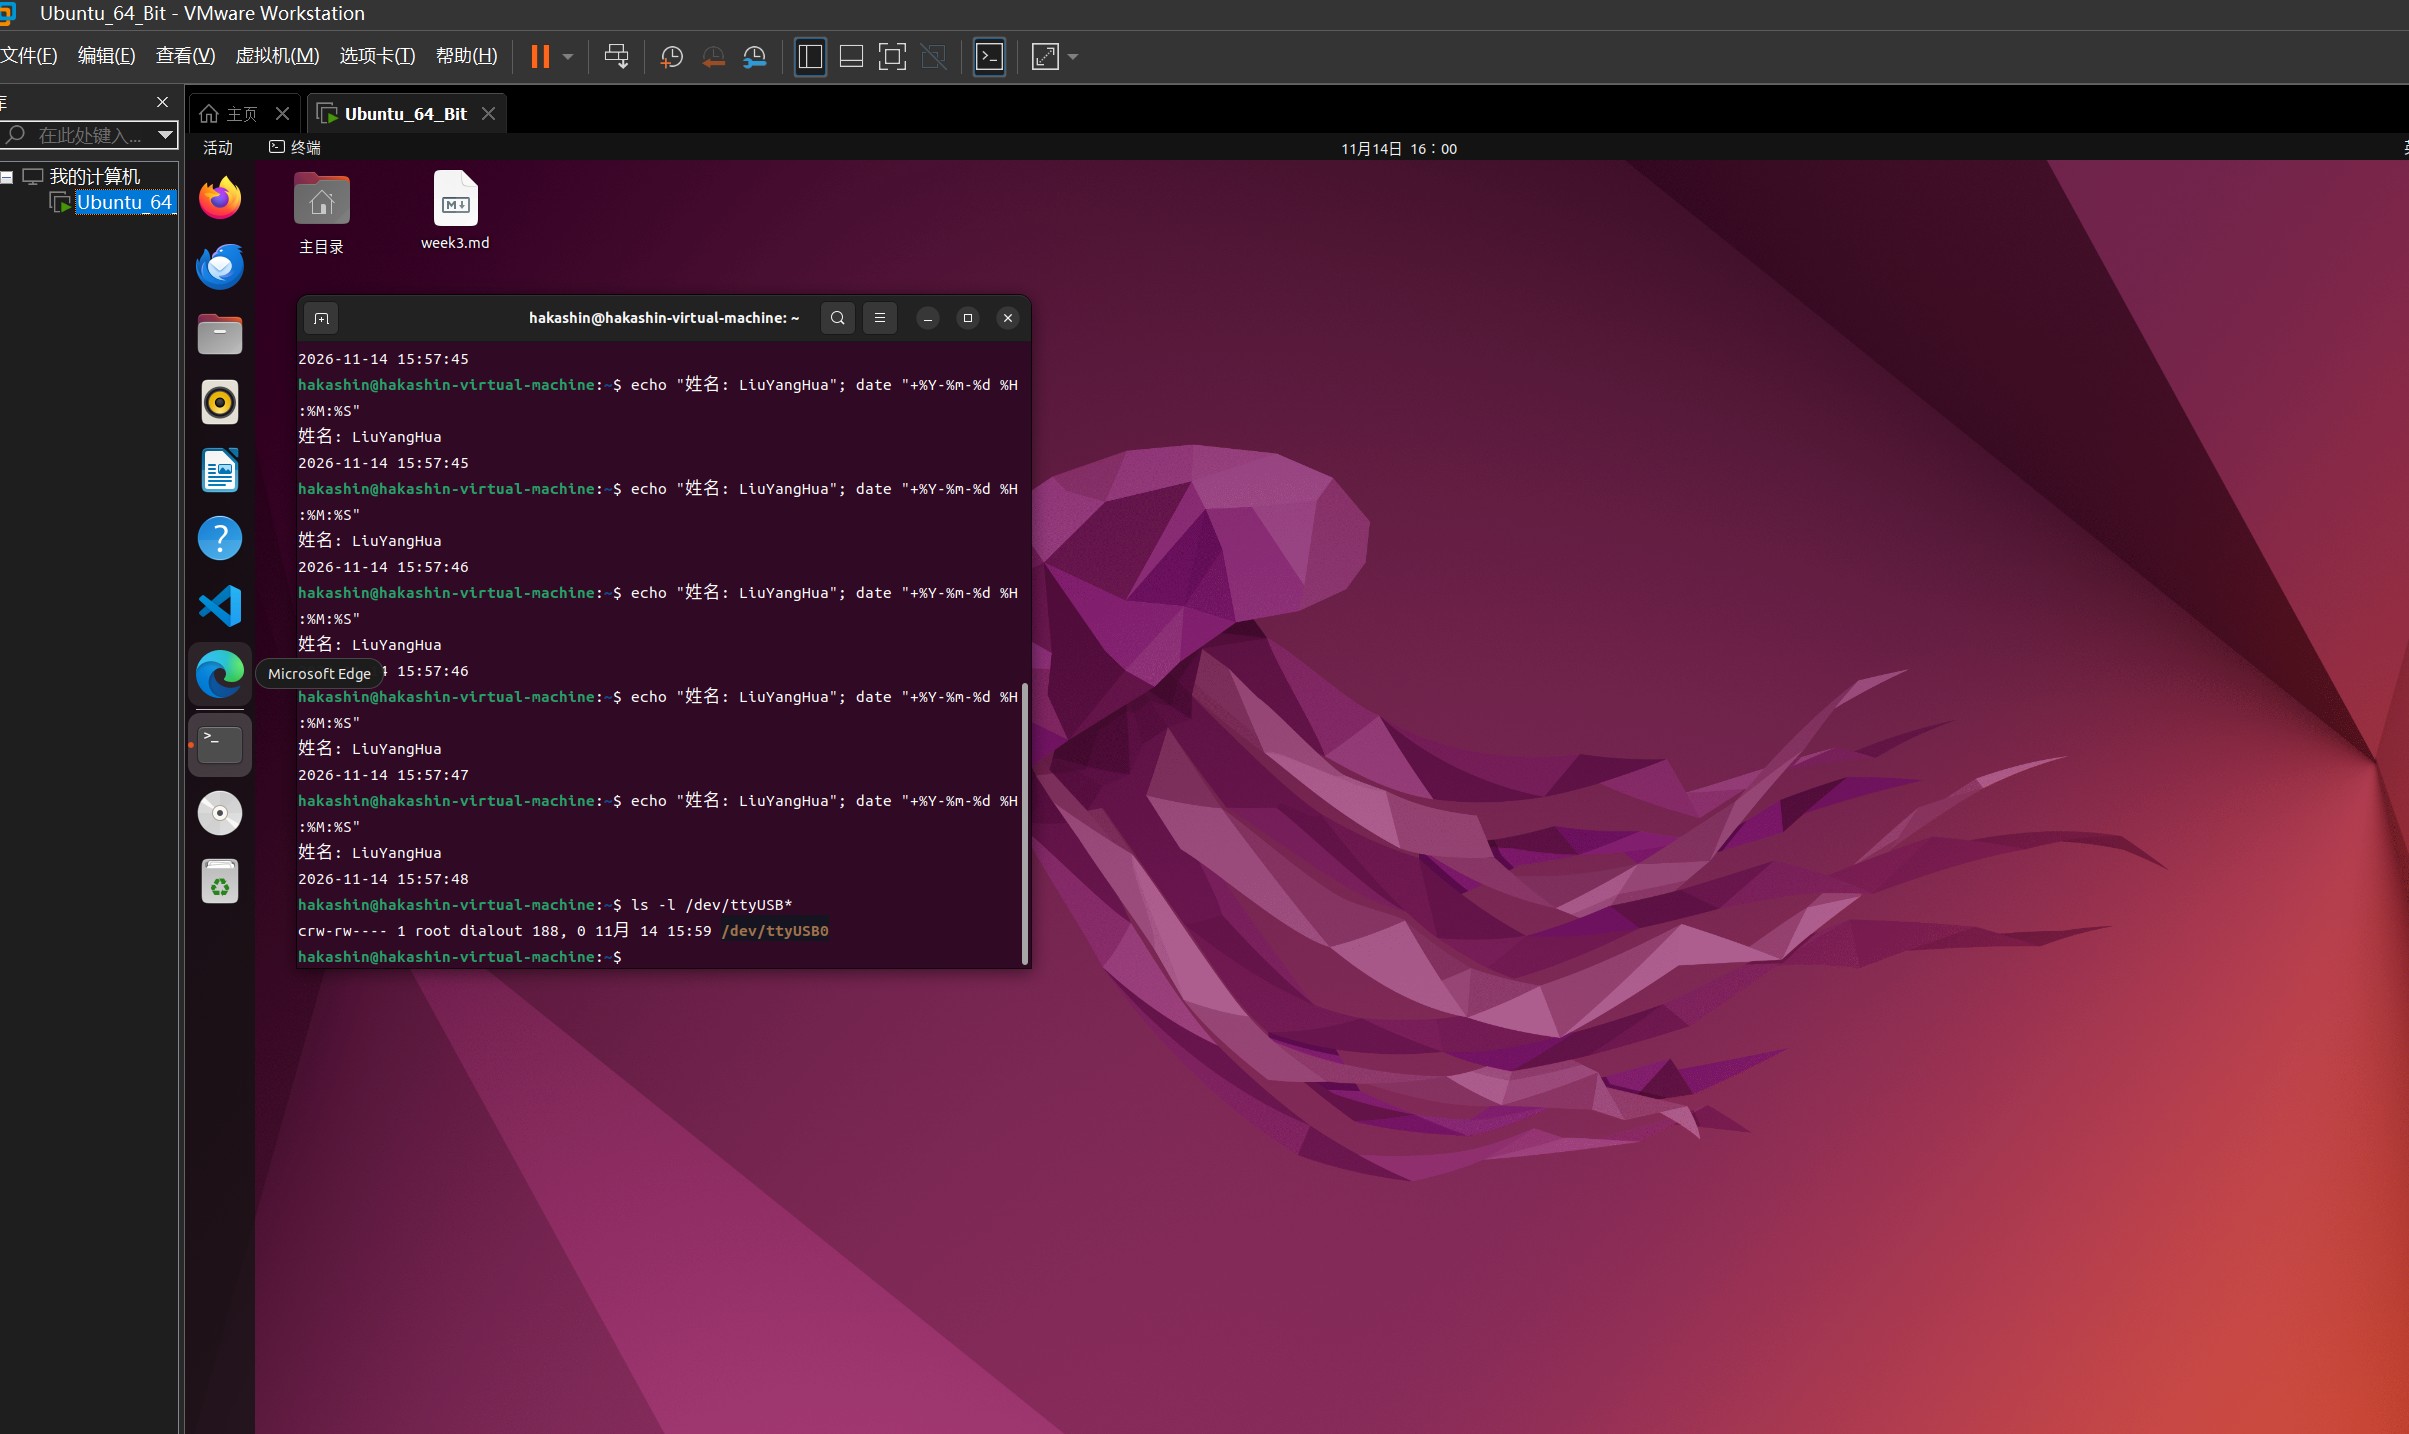 Ubuntu_64_Bit - VMware Workstation
文件(F) 编辑(E) 查看(V) 虚拟机(M) 选项卡(T) 帮助(H)
库
在此处键入...
我的计算机
Ubuntu_64_
主页
Ubuntu_64_Bit
活动 终端 11月14日 16：00
主目录
week3.md
hakashin@hakashin-virtual-machine: ~
2026-11-14 15:57:45
hakashin@hakashin-virtual-machine:~$ echo "姓名: LiuYangHua"; date "+%Y-%m-%d %H
:%M:%S"
姓名: LiuYangHua
2026-11-14 15:57:45
hakashin@hakashin-virtual-machine:~$ echo "姓名: LiuYangHua"; date "+%Y-%m-%d %H
:%M:%S"
姓名: LiuYangHua
2026-11-14 15:57:46
hakashin@hakashin-virtual-machine:~$ echo "姓名: LiuYangHua"; date "+%Y-%m-%d %H
:%M:%S"
姓名: LiuYangHua
4 15:57:46
Microsoft Edge
hakashin@hakashin-virtual-machine:~$ echo "姓名: LiuYangHua"; date "+%Y-%m-%d %H
:%M:%S"
姓名: LiuYangHua
2026-11-14 15:57:47
hakashin@hakashin-virtual-machine:~$ echo "姓名: LiuYangHua"; date "+%Y-%m-%d %H
:%M:%S"
姓名: LiuYangHua
2026-11-14 15:57:48
hakashin@hakashin-virtual-machine:~$ ls -l /dev/ttyUSB*
crw-rw---- 1 root dialout 188, 0 11月 14 15:59 /dev/ttyUSB0
hakashin@hakashin-virtual-machine:~$